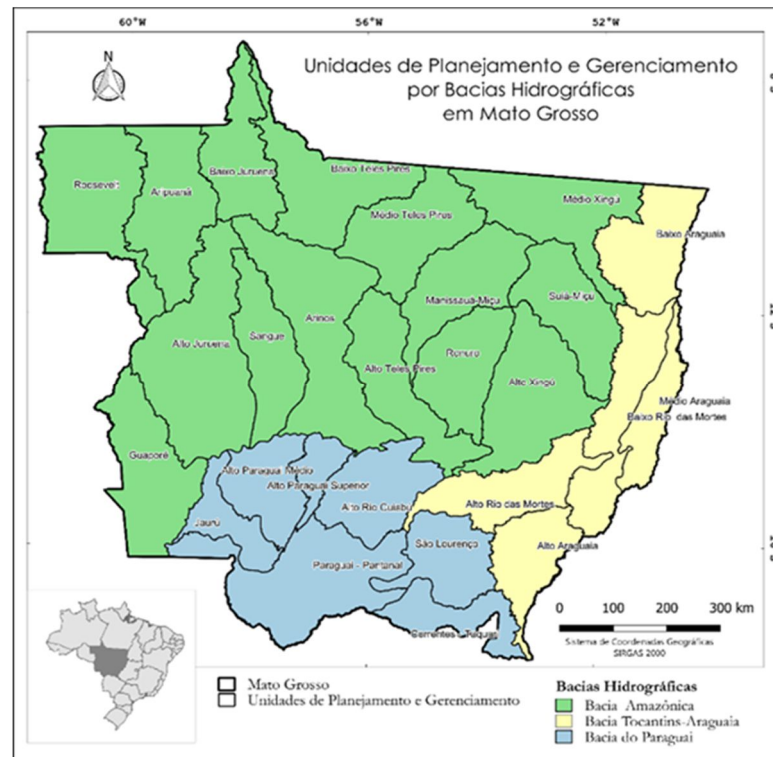 60°W
56°W
52°W
N
Unidades de Planejamento e Gerenciamento
por Bacias Hidrográficas
em Mato Grosso
Roosevelt
Aripuanã
Baixo Juruena
Baixo Teles Pires
Médio Teles Pires
Médio Xingú
Baixo Araguaia
Alto Juruena
Sangue
Arinos
Manissauá-Miçu
Suiá-Miçu
Alto Teles Pires
Ronuro
Alto Xingú
Médio Araguaia
Baixo Rio das Mortes
Guaporé
Alto Paraguai Médio
Alto Paraguai Superior
Alto Rio Cuiabá
Alto Rio das Mortes
Jauru
São Lourenço
Alto Araguaia
Paraguai - Pantanal
Correntes - Taquari
0 100 200 300 km
Sistema de Coordenadas Geográficas
SIRGAS 2000
Mato Grosso
Unidades de Planejamento e Gerenciamento
Bacias Hidrográficas
Bacia Amazônica
Bacia Tocantins-Araguaia
Bacia do Paraguai